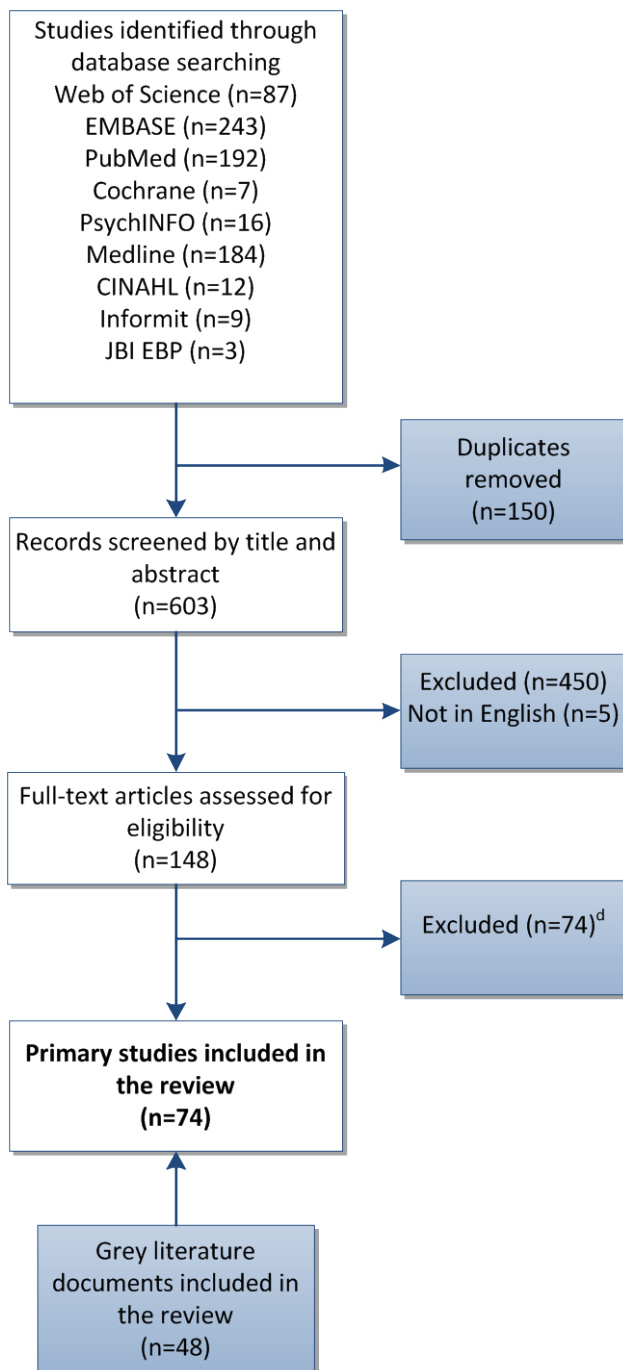 Studies identified through
database searching
Web of Science (n=87)
EMBASE (n=243)
PubMed (n=192)
Cochrane (n=7)
PsychINFO (n=16)
Medline (n=184)
CINAHL (n=12)
Informit (n=9)
JBI EBP (n=3)
Duplicates
removed
(n=150)
Records screened by title and
abstract
(n=603)
Excluded (n=450)
Not in English (n=5)
Full-text articles assessed for
eligibility
(n=148)
Excluded (n=74)d
Primary studies included in
the review
(n=74)
Grey literature
documents included in
the review
(n=48)